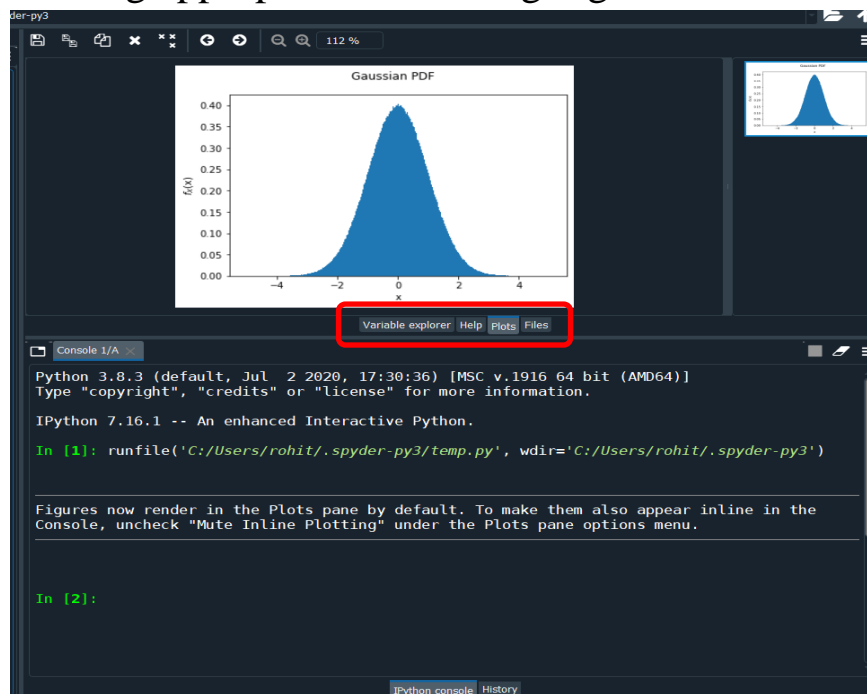 der-py3
112 %
Gaussian PDF
0.40
0.35
0.30
0.25
0.20
0.15
0.10
0.05
0.00
fX(x)
−4 −2 0 2 4
x
Gaussian PDF
Variable explorer Help Plots Files
Console 1/A
Python 3.8.3 (default, Jul  2 2020, 17:30:36) [MSC v.1916 64 bit (AMD64)]
Type "copyright", "credits" or "license" for more information.
IPython 7.16.1 -- An enhanced Interactive Python.
In [1]: runfile('C:/Users/rohit/.spyder-py3/temp.py', wdir='C:/Users/rohit/.spyder-py3')
Figures now render in the Plots pane by default. To make them also appear inline in the
Console, uncheck "Mute Inline Plotting" under the Plots pane options menu.
In [2]:
IPython console History